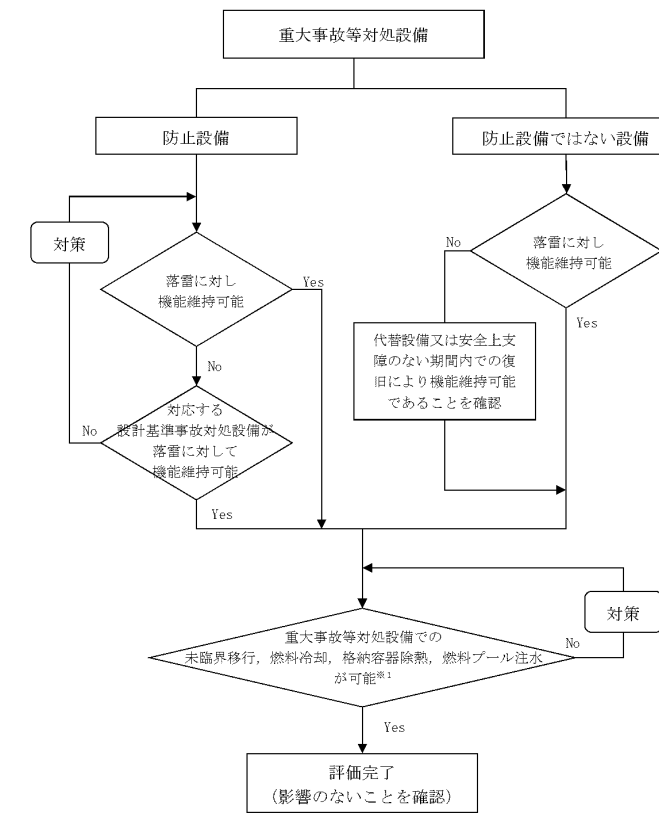 重大事故等対処設備
防止設備
防止設備ではない設備
対策
落雷に対し
機能維持可能
Yes
No
落雷に対し
機能維持可能
No
Yes
代替設備又は安全上支
障のない期間内での復
旧により機能維持可能
であることを確認
対応する
設計基準事故対処設備が
落雷に対して
機能維持可能
No
Yes
対策
重大事故等対処設備での
未臨界移行，燃料冷却，格納容器除熱，燃料プール注水
が可能※1
No
Yes
評価完了
（影響のないことを確認）